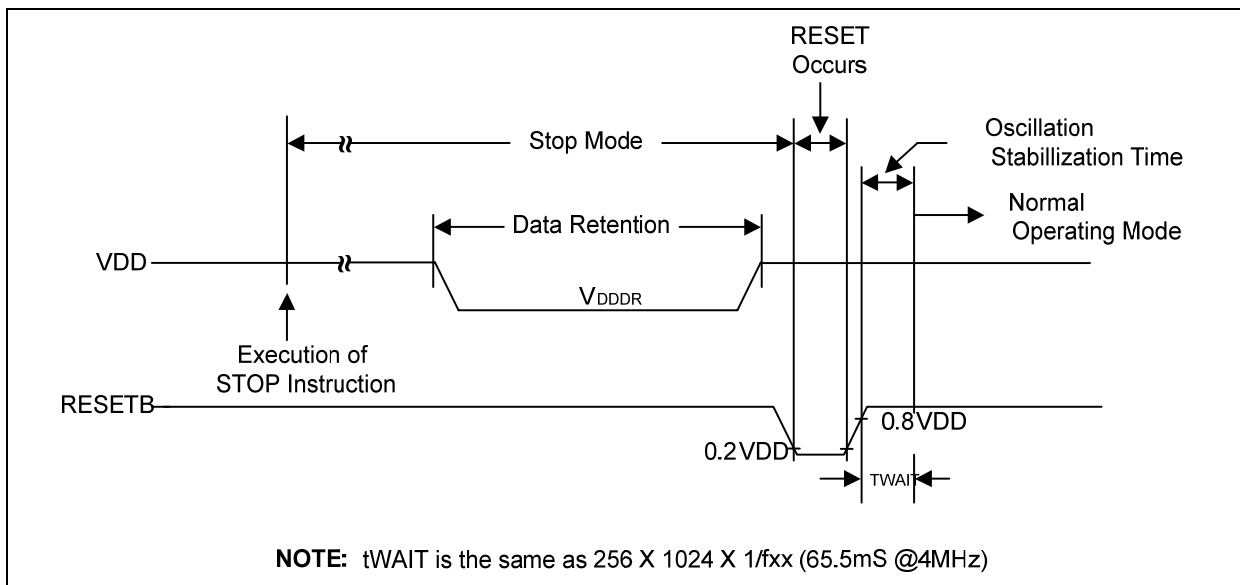 RESET
Occurs
Stop Mode
Oscillation
Stabillization Time
Normal
Operating Mode
Data Retention
VDD
VDDDR
Execution of
STOP Instruction
RESETB
0.8VDD
0.2VDD
TWAIT
NOTE: tWAIT is the same as 256 X 1024 X 1/fxx (65.5mS @4MHz)